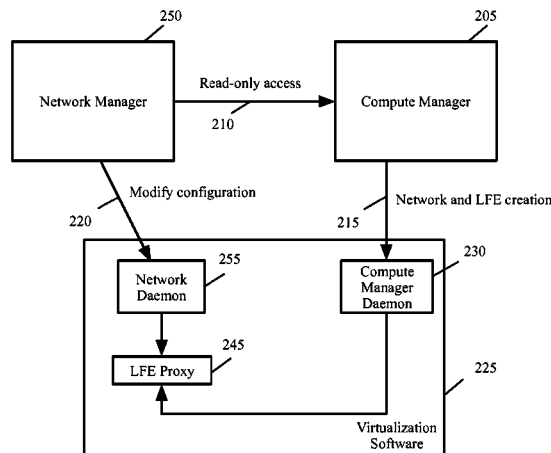 250
205
Network Manager
Read-only access
Compute Manager
210
Modify configuration
Network and LFE creation
220
215
255
230
Network
Daemon
Compute
Manager
Daemon
245
LFE Proxy
225
Virtualization
Software